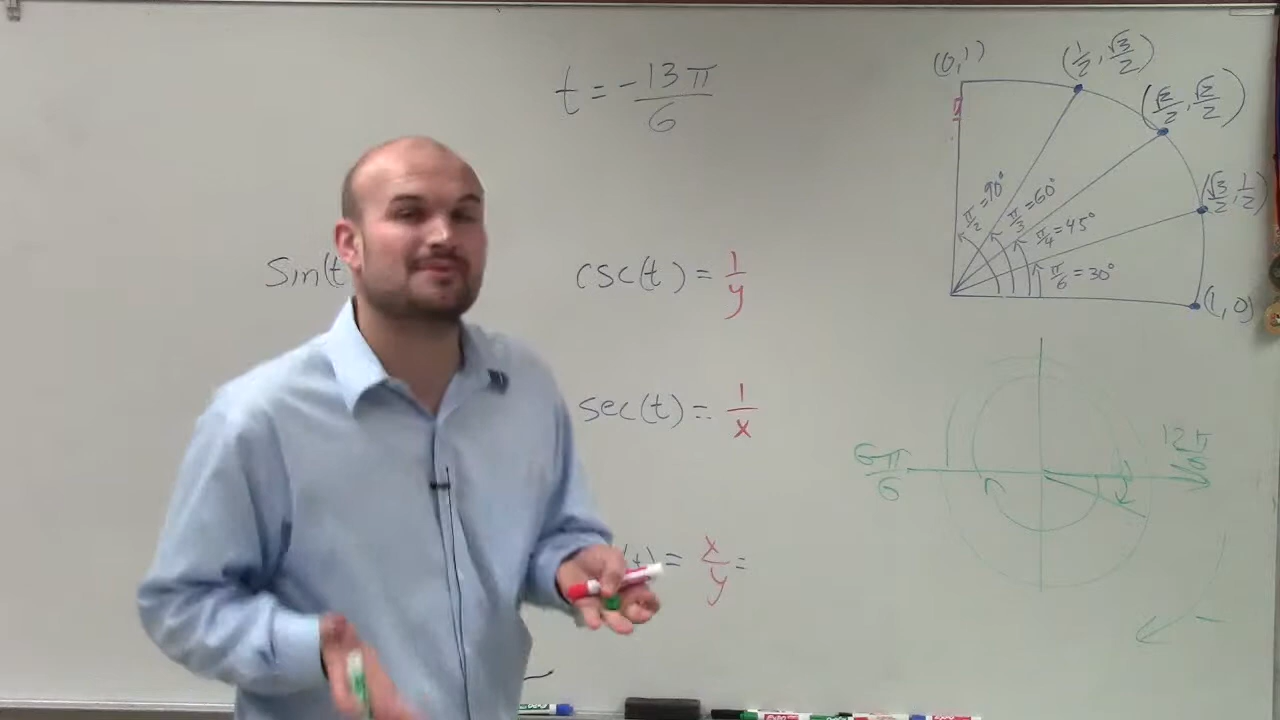 t = -13π/6
sin(t
csc(t) = 1/y
sec(t) = 1/x
(t) = x/y =
(0,1)
(1/2, √3/2)
(√2/2, √2/2)
(√3/2, 1/2)
(1, 0)
π/2 = 90°
π/3 = 60°
π/4 = 45°
π/6 = 30°
6π/6
12π/6